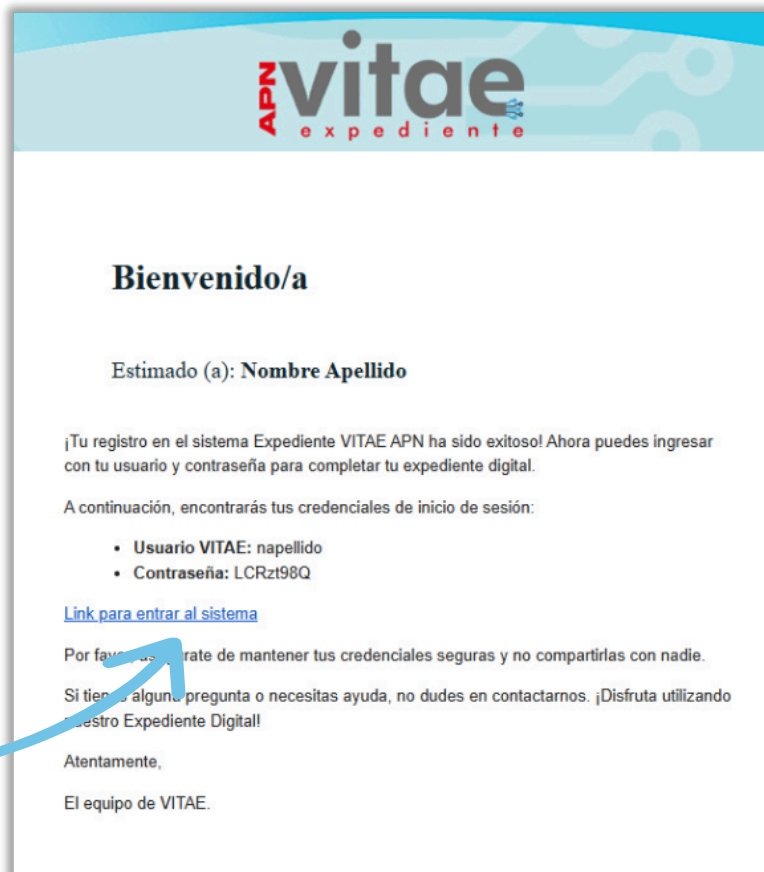 APN vitae
expediente
Bienvenido/a
Estimado (a): Nombre Apellido
¡Tu registro en el sistema Expediente VITAE APN ha sido exitoso! Ahora puedes ingresar
con tu usuario y contraseña para completar tu expediente digital.
A continuación, encontrarás tus credenciales de inicio de sesión:
• Usuario VITAE: napellido
• Contraseña: LCRzt98Q
Link para entrar al sistema
Por favor, asegúrate de mantener tus credenciales seguras y no compartirlas con nadie.
Si tienes alguna pregunta o necesitas ayuda, no dudes en contactarnos. ¡Disfruta utilizando
nuestro Expediente Digital!
Atentamente,
El equipo de VITAE.